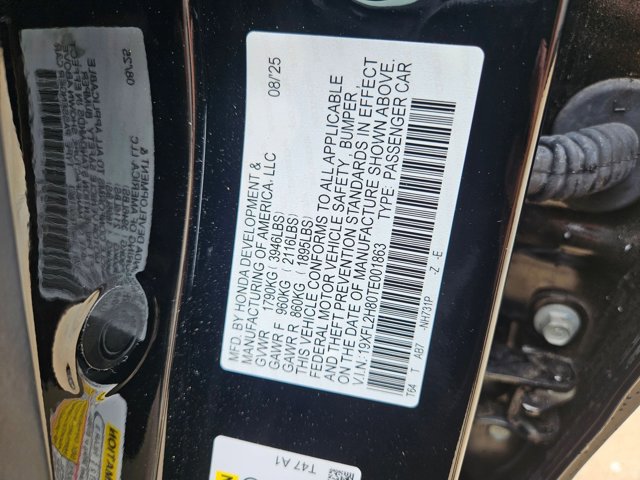 MFD. BY HONDA DEVELOPMENT & 08/'25
MANUFACTURING OF AMERICA, LLC
GVWR 1790KG (3946LBS)
GAWR F 960KG (2116LBS)
GAWR R 860KG (1895LBS)
THIS VEHICLE CONFORMS TO ALL APPLICABLE
FEDERAL MOTOR VEHICLE SAFETY, BUMPER,
AND THEFT PREVENTION STANDARDS IN EFFECT
ON THE DATE OF MANUFACTURE SHOWN ABOVE.
V.I.N.:19XFL2H80TE001863 TYPE: PASSENGER CAR
T64 T AB7 -NH731P -Z -E
T47 A1